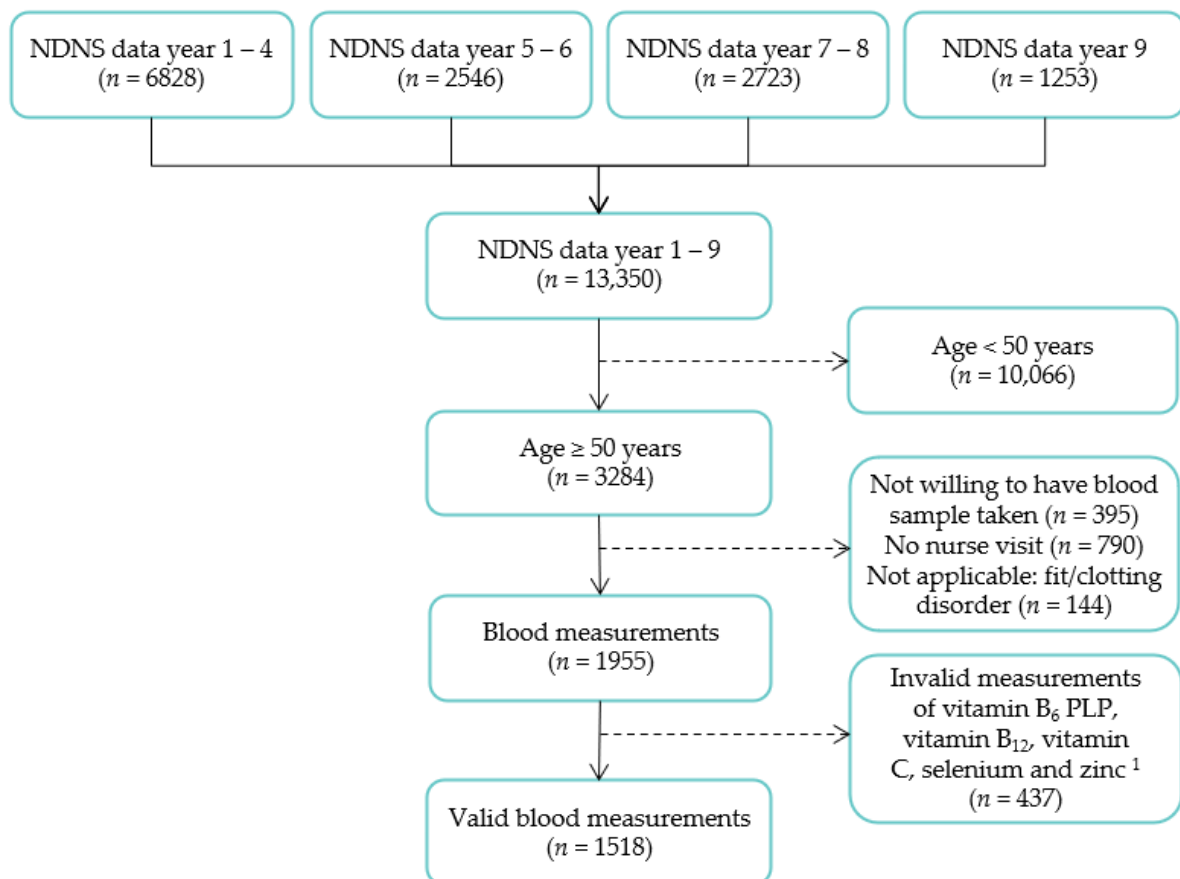 NDNS data year 1 – 4
(n = 6828)
NDNS data year 5 – 6
(n = 2546)
NDNS data year 7 – 8
(n = 2723)
NDNS data year 9
(n = 1253)
NDNS data year 1 – 9
(n = 13,350)
Age < 50 years
(n = 10,066)
Age ≥ 50 years
(n = 3284)
Not willing to have blood
sample taken (n = 395)
No nurse visit (n = 790)
Not applicable: fit/clotting
disorder (n = 144)
Blood measurements
(n = 1955)
Invalid measurements
of vitamin B₆ PLP,
vitamin B₁₂, vitamin
C, selenium and zinc ¹
(n = 437)
Valid blood measurements
(n = 1518)